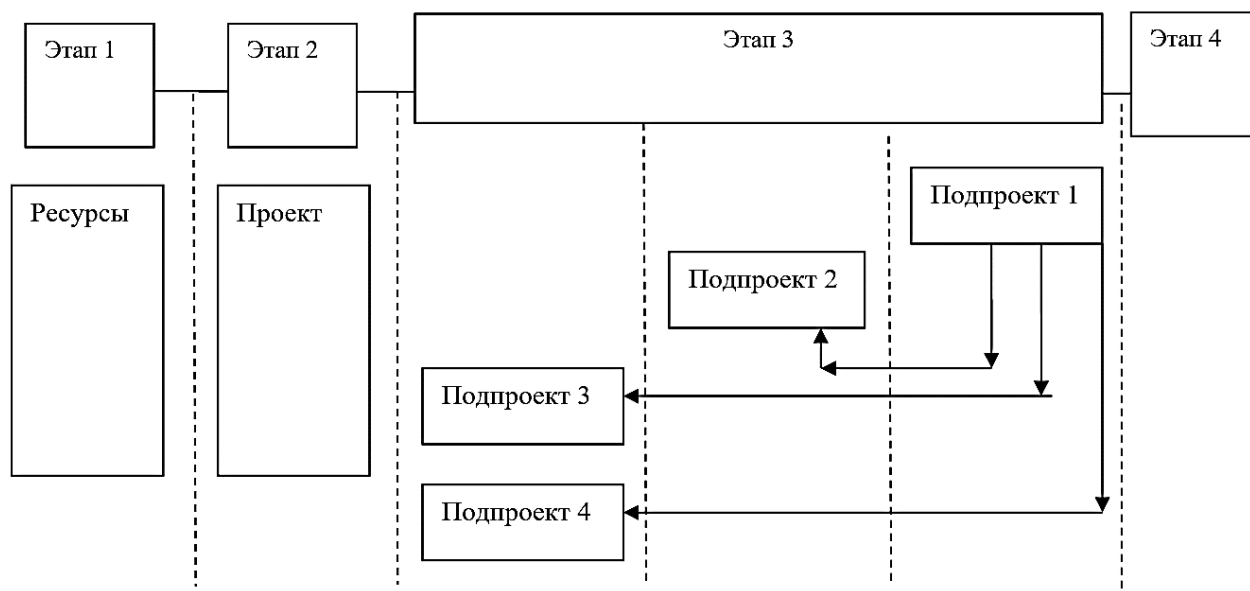 Этап 1
Этап 2
Этап 3
Этап 4
Ресурсы
Проект
Подпроект 1
Подпроект 2
Подпроект 3
Подпроект 4